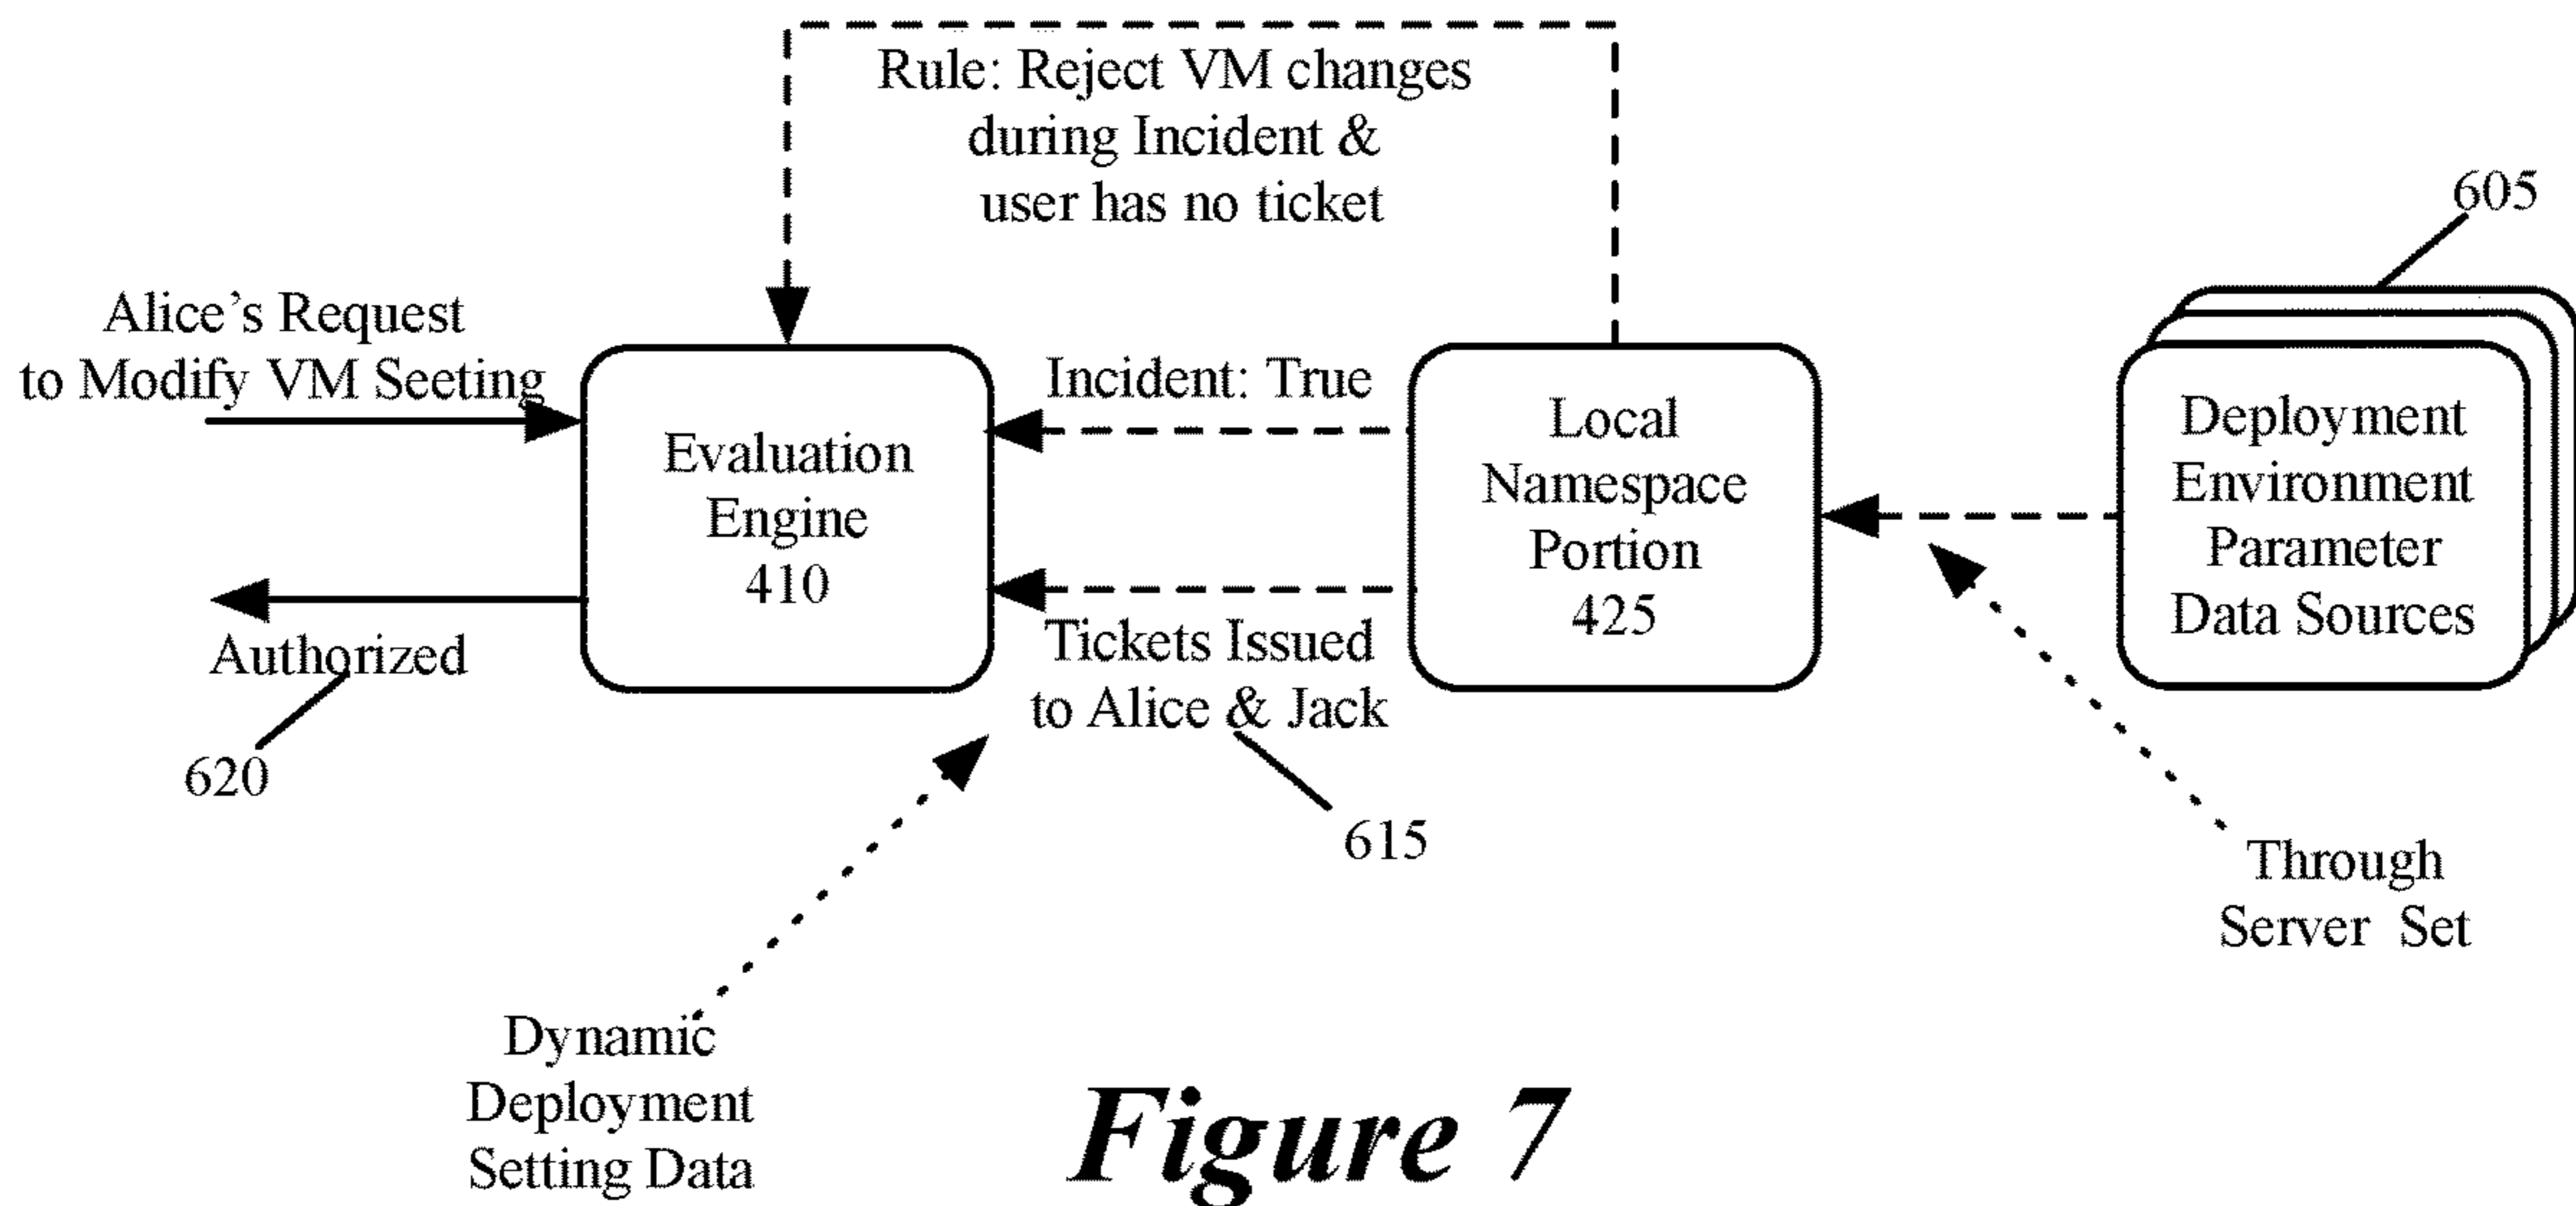 Rule: Reject VM changes
during Incident &
user has no ticket
605
Alice’s Request
to Modify VM Seeting
Incident: True
Evaluation
Engine
410
Local
Namespace
Portion
425
Deployment
Environment
Parameter
Data Sources
Authorized
620
Tickets Issued
to Alice & Jack
615
Through
Server Set
Dynamic
Deployment
Setting Data
Figure 7